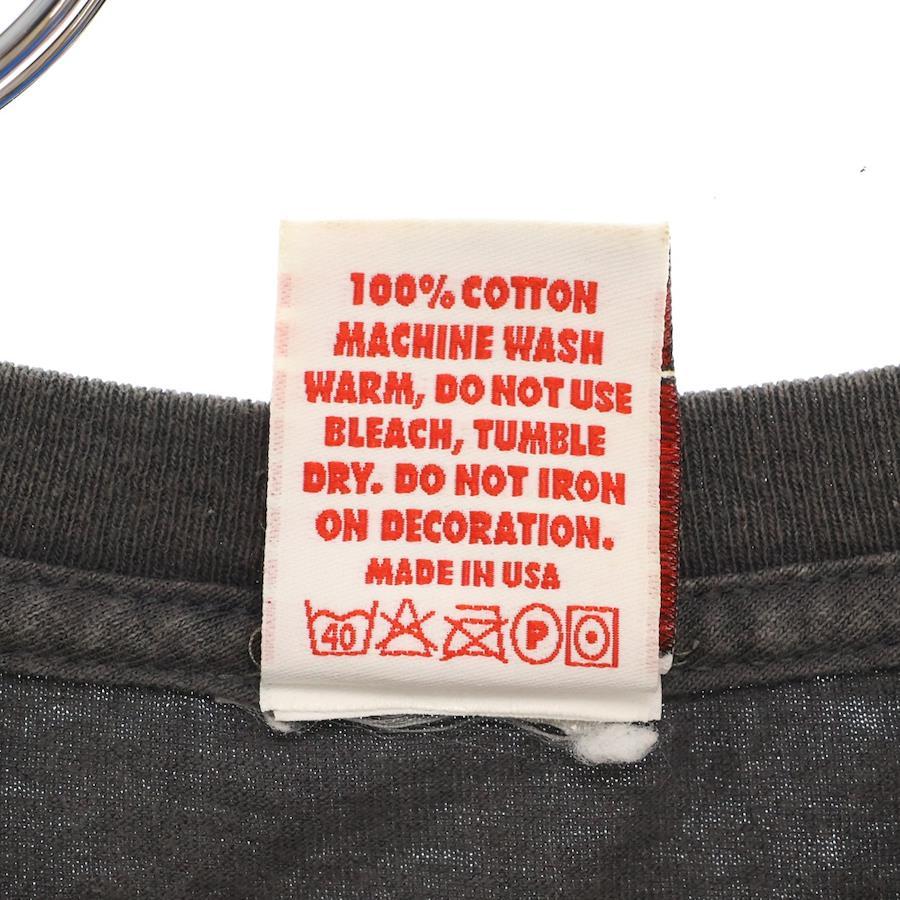 100% COTTON
MACHINE WASH
WARM, DO NOT USE
BLEACH, TUMBLE
DRY. DO NOT IRON
ON DECORATION.
MADE IN USA
40 P